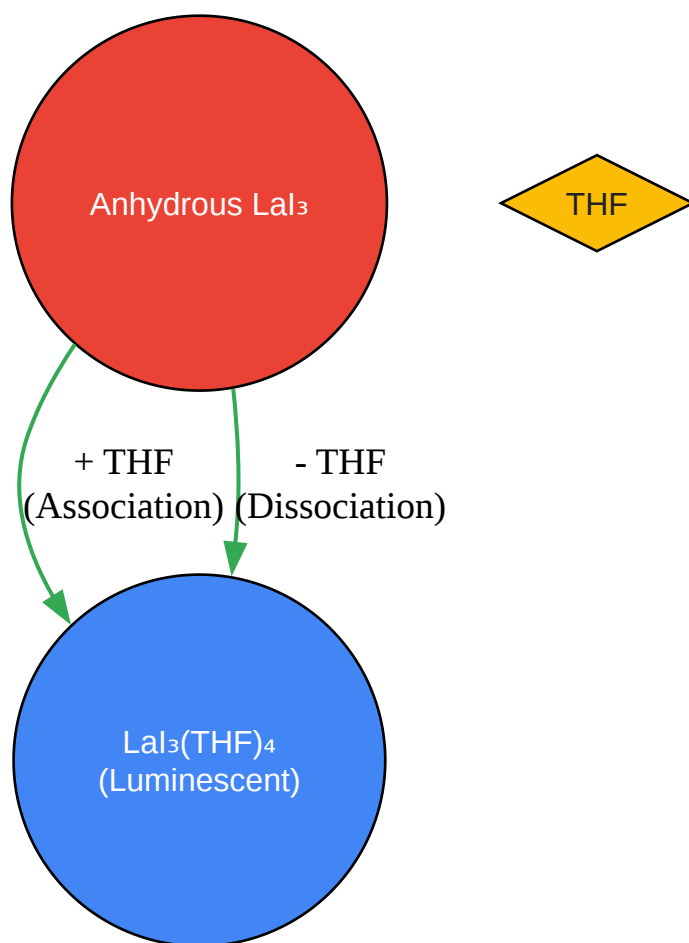 Anhydrous LaI₃
THF
+ THF
(Association)
- THF
(Dissociation)
LaI₃(THF)₄
(Luminescent)